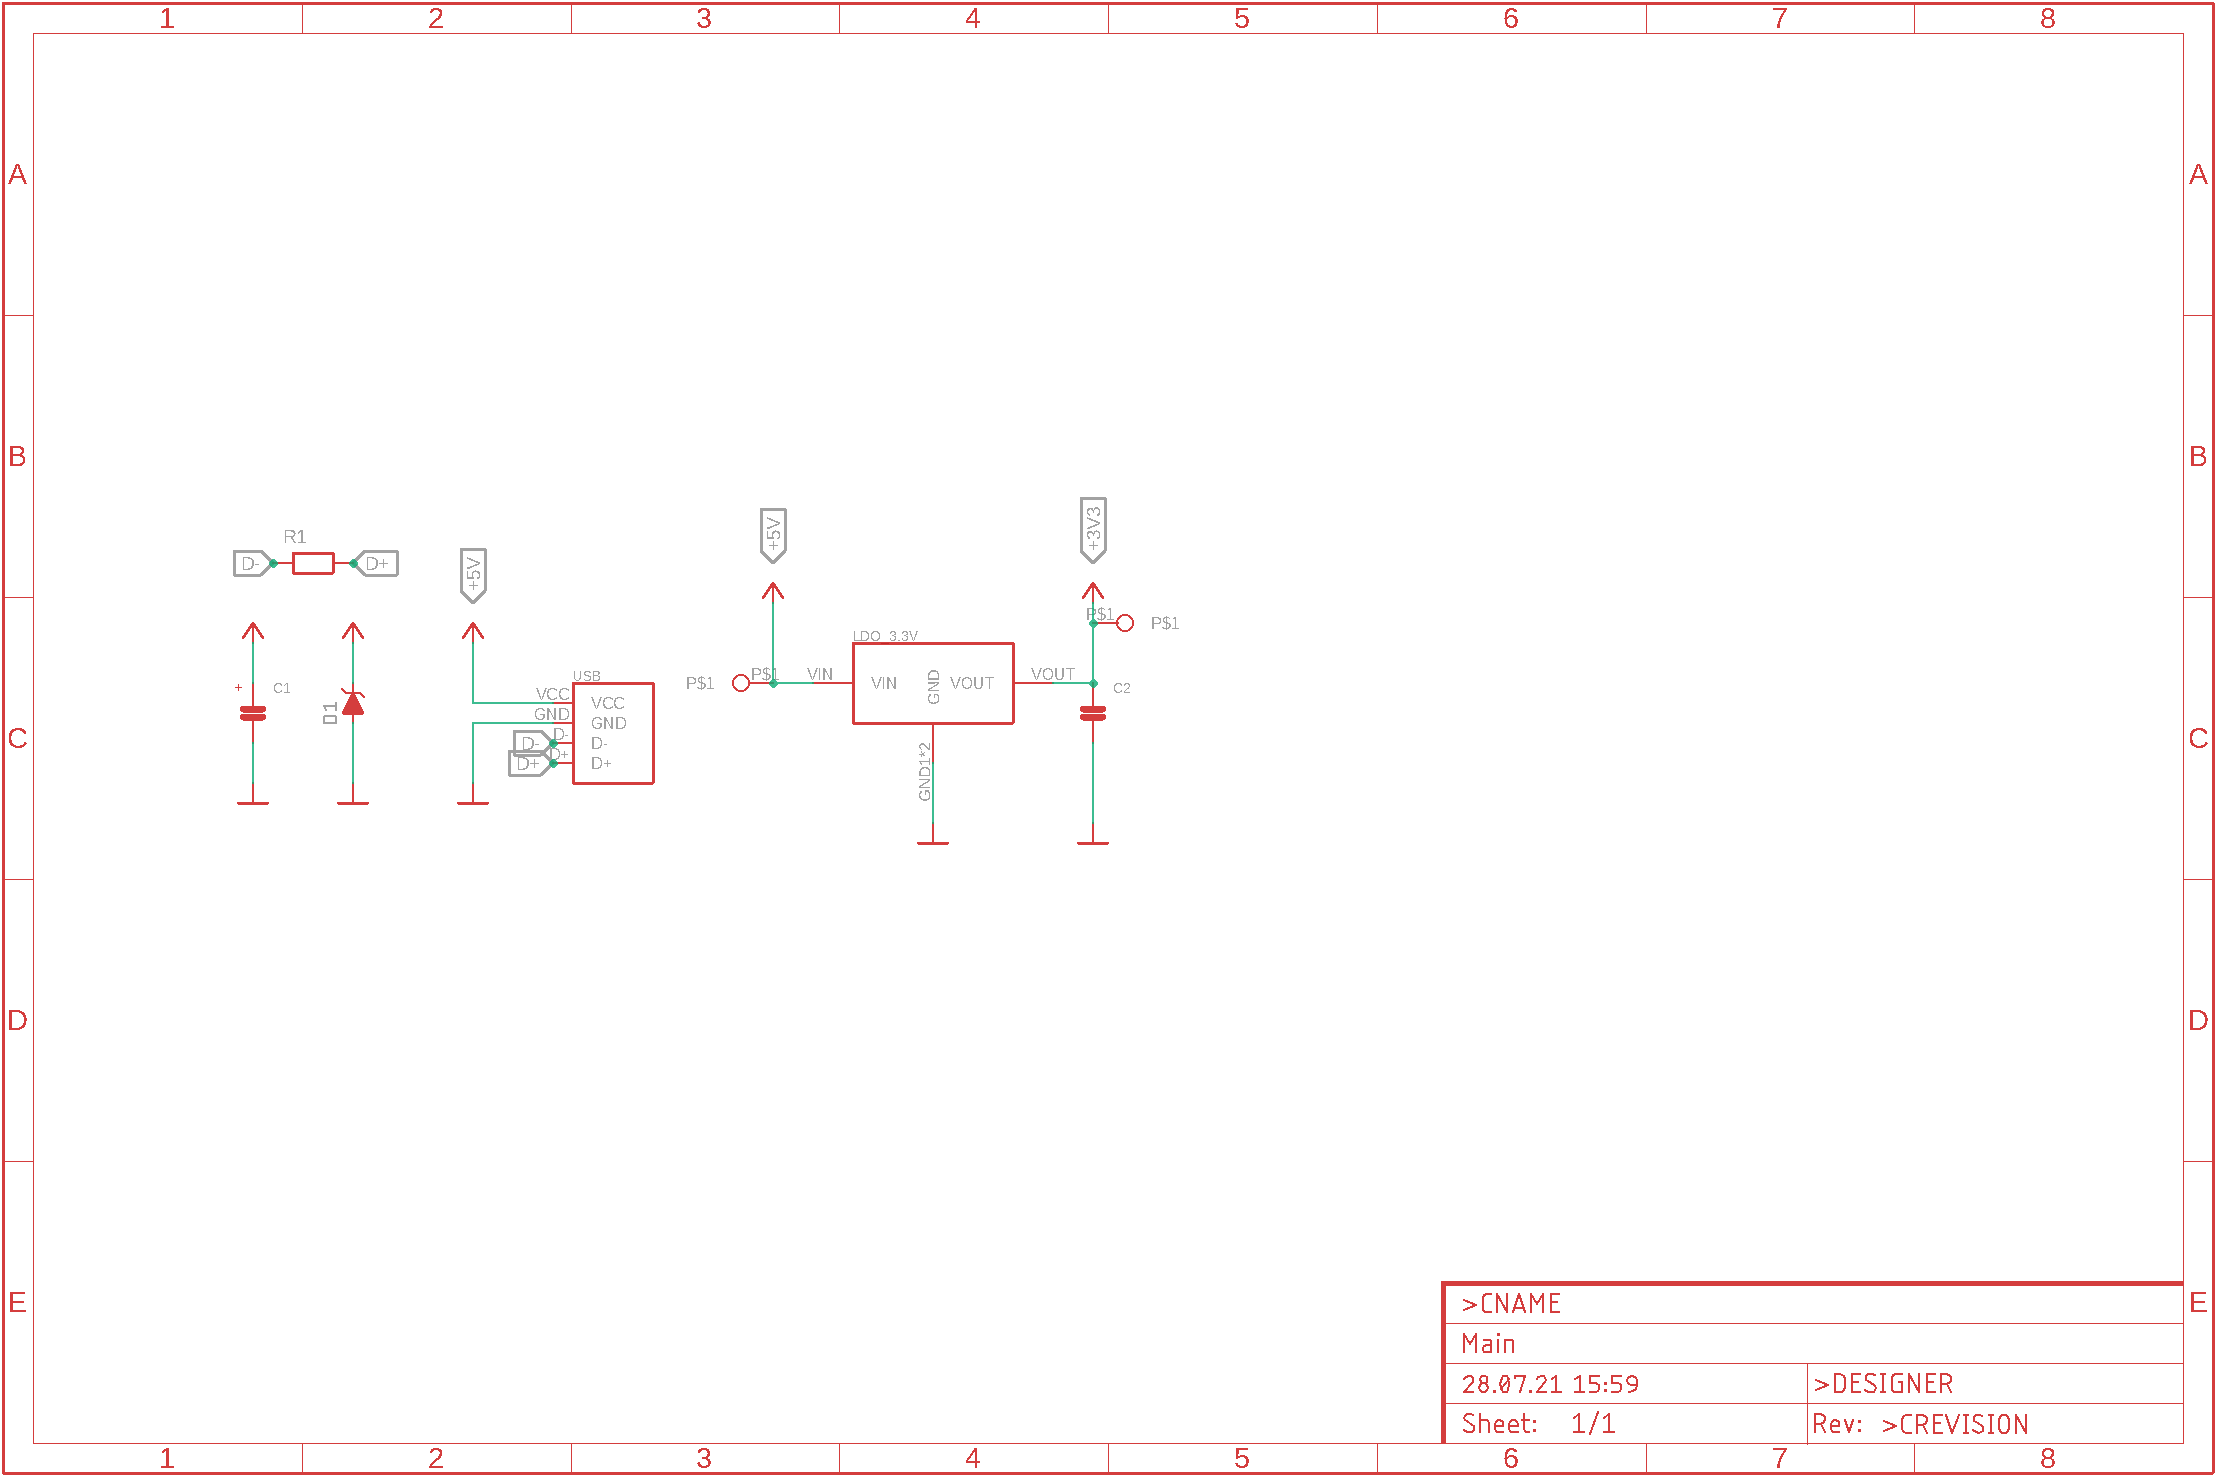 1 2 3 4 5 6 7 8
A A
B B
+3V3
+5V
R1
D- D+
+5V
P$1 P$1
LDO 3.3V
P$1 P$1 VIN VIN GND VOUT VOUT
+ C1 C2
USB
VCC VCC
D1
GND GND
D- D- D-
C C
D+ D+ D+
GND1*2
D D
E E
>CNAME
Main
28.07.21 15:59 >DESIGNER
Sheet: 1/1 Rev: >CREVISION
1 2 3 4 5 6 7 8